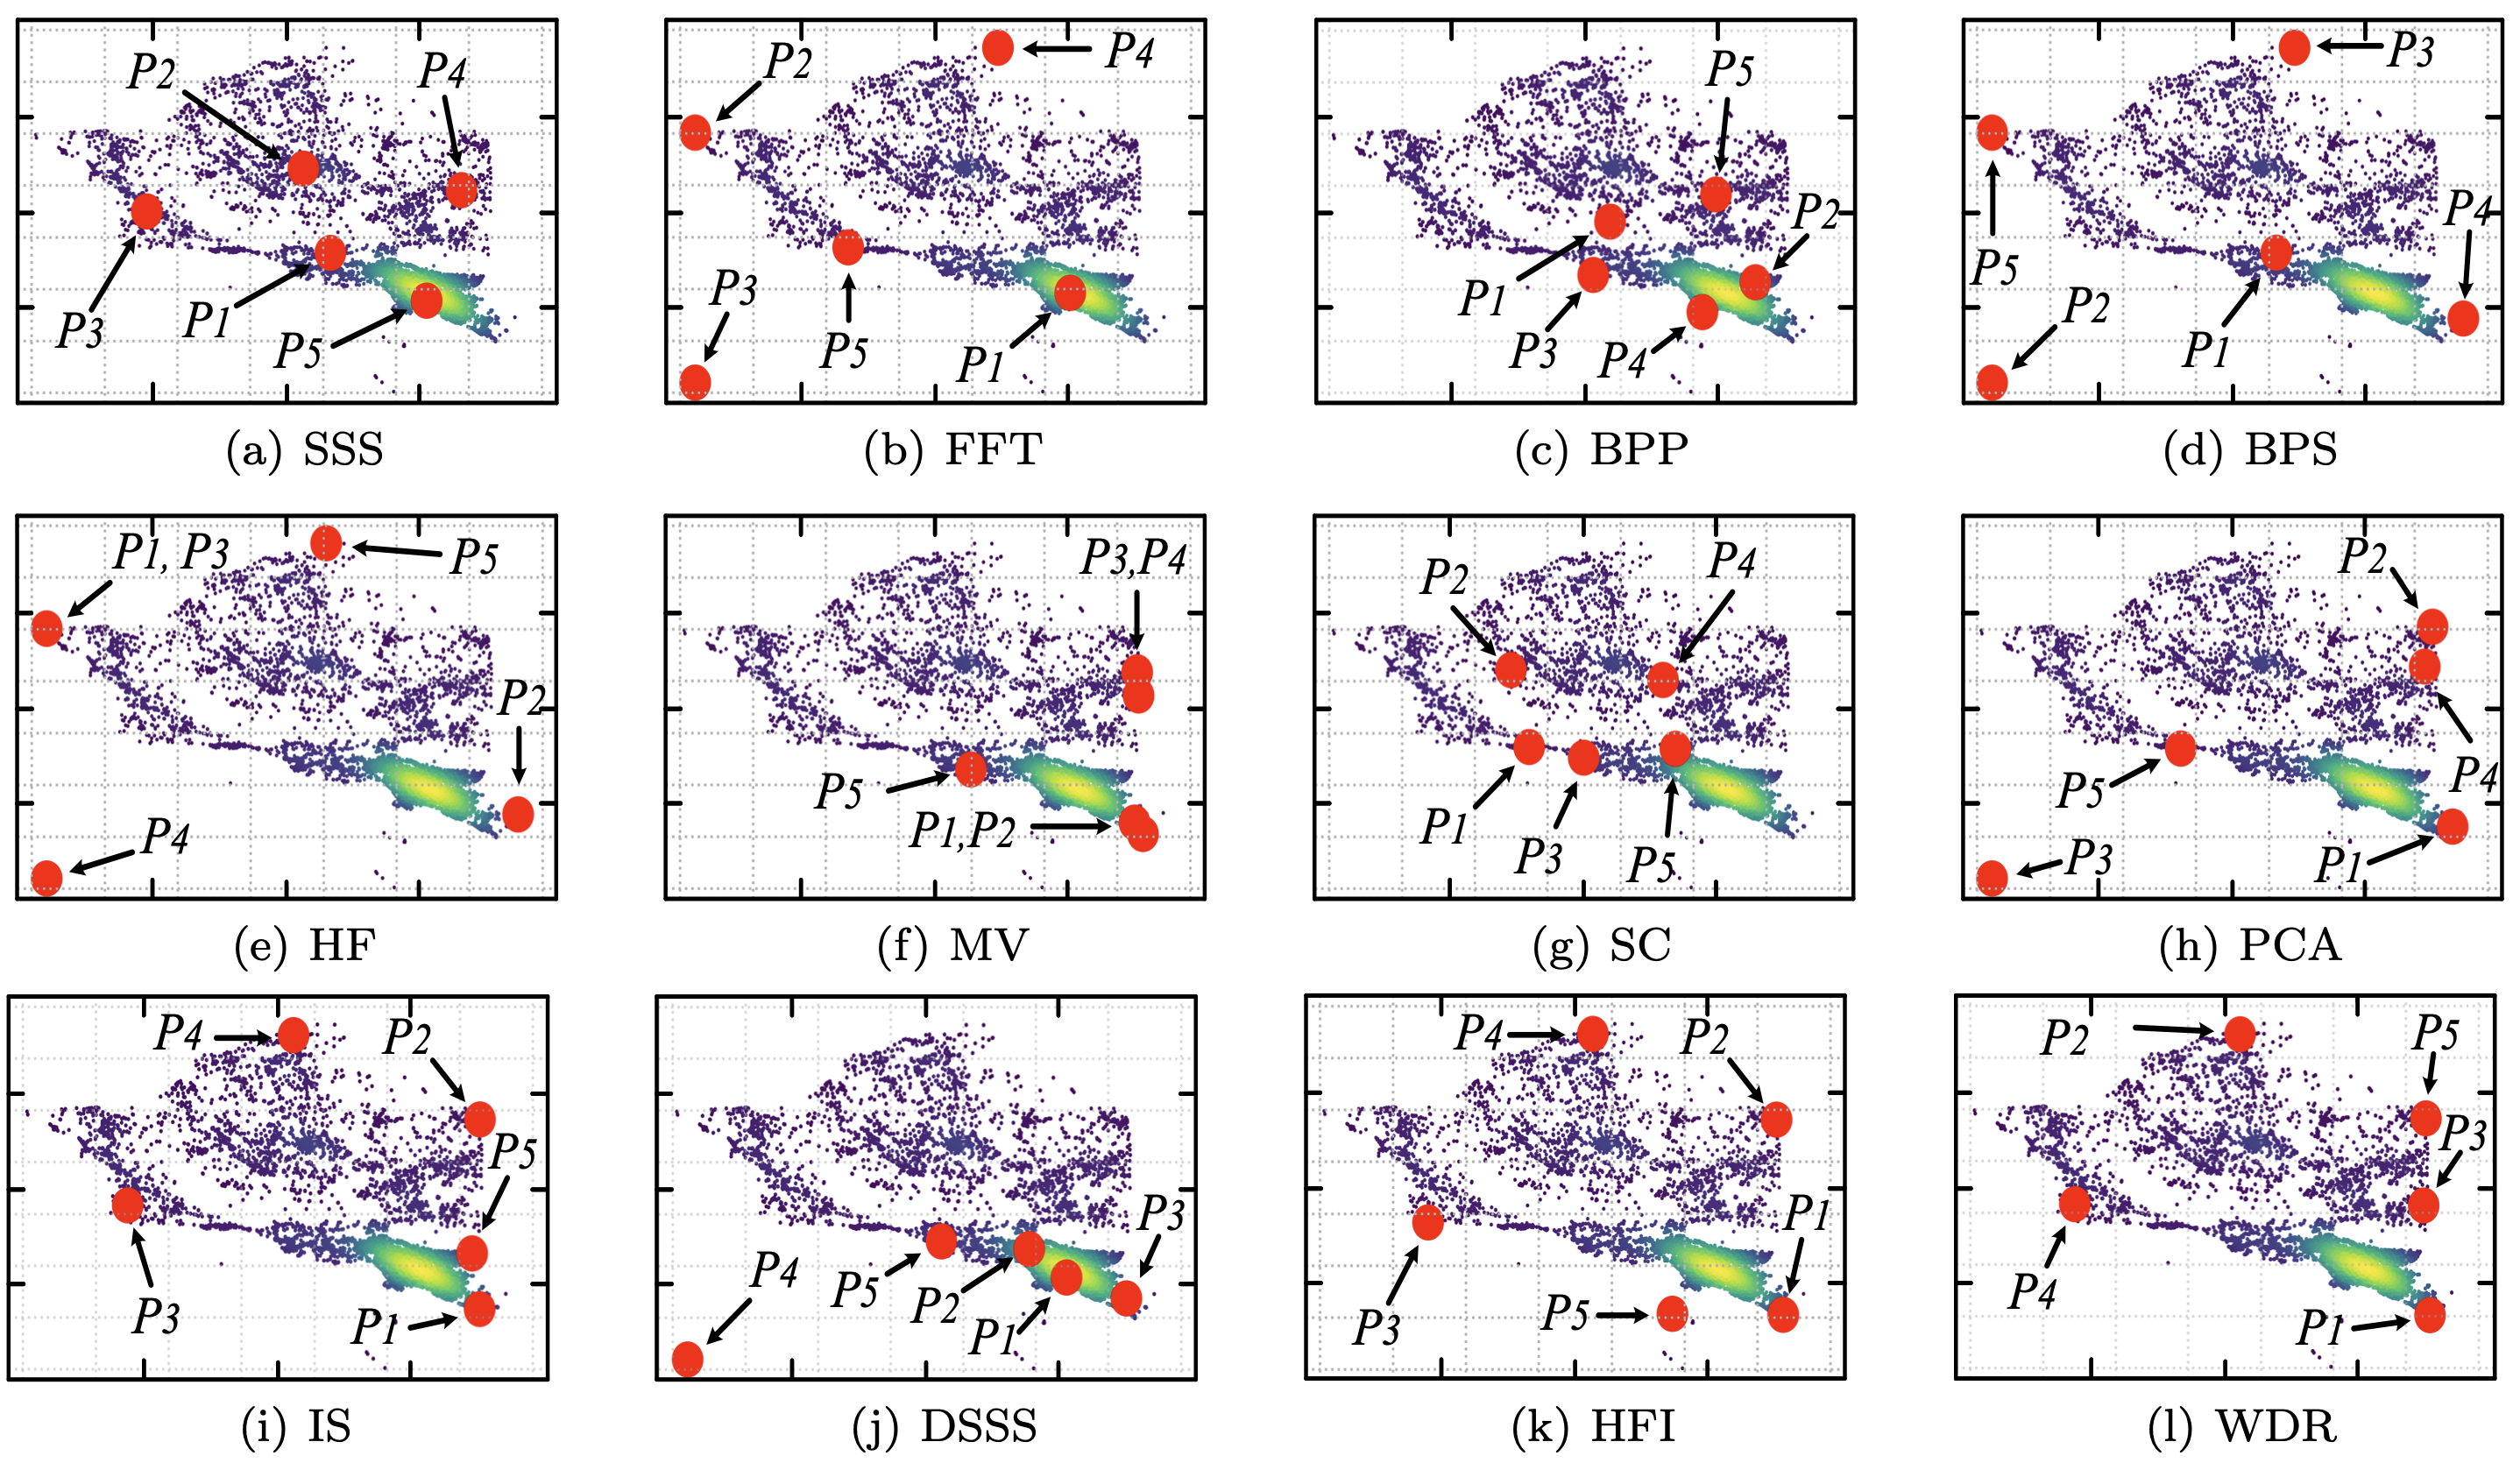 P2 P4 P3 P1 P5
(a) SSS
P2 P4 P3 P5 P1
(b) FFT
P5 P2 P1 P3 P4
(c) BPP
P3 P4 P5 P2 P1
(d) BPS
P1, P3 P5 P2 P4
(e) HF
P3,P4 P5 P1,P2
(f) MV
P2 P4 P1 P3 P5
(g) SC
P2 P4 P5 P3 P1
(h) PCA
P4 P2 P5 P3 P1
(i) IS
P3 P4 P5 P2 P1
(j) DSSS
P4 P2 P1 P5 P3
(k) HFI
P2 P5 P3 P4 P1
(l) WDR